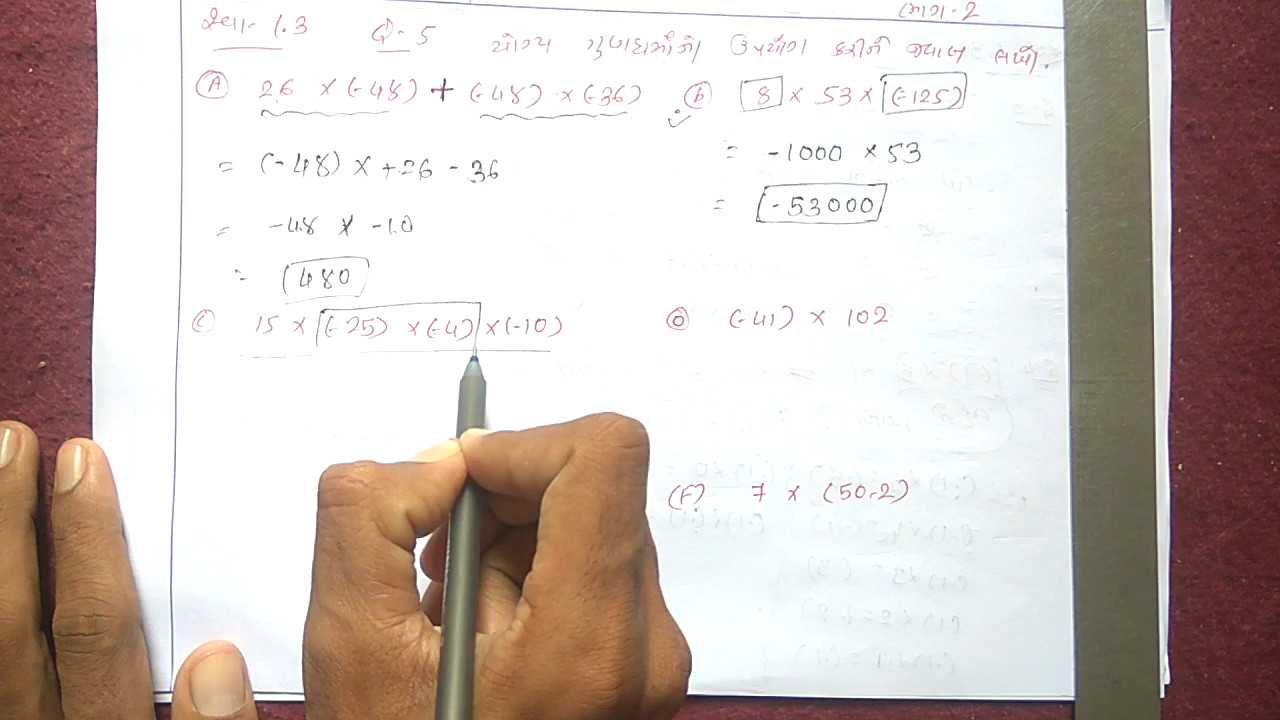 ભાગ-2
સ્વા- 1.3 Q-5 યોગ્ય ગુણધર્મોનો ઉપયોગ કરીને જવાબ લખો.
(A) 26 × (-48) + (-48) × (-36)
= (-48) × +26 - 36
= -48 × -10
= 480
(b) 8 × 53 × (-125)
= -1000 × 53
= -53000
(C) 15 × (-25) × (-4) × (-10)
(D) (-41) × 102
(F) 7 × (50-2)